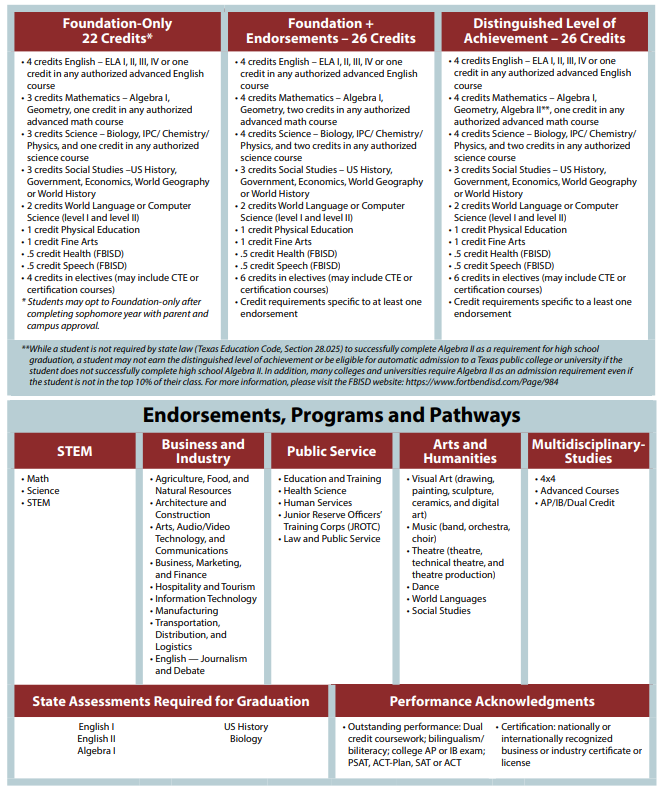 Foundation-Only
22 Credits*
• 4 credits English – ELA I, II, III, IV or one
credit in any authorized advanced English
course
• 3 credits Mathematics – Algebra I,
Geometry, one credit in any authorized
advanced math course
• 3 credits Science – Biology, IPC/ Chemistry/
Physics, and one credit in any authorized
science course
• 3 credits Social Studies –US History,
Government, Economics, World Geography
or World History
• 2 credits World Language or Computer
Science (level I and level II)
• 1 credit Physical Education
• 1 credit Fine Arts
• .5 credit Health (FBISD)
• .5 credit Speech (FBISD)
• 4 credits in electives (may include CTE or
certification courses)
* Students may opt to Foundation-only after
completing sophomore year with parent and
campus approval.
Foundation +
Endorsements – 26 Credits
• 4 credits English – ELA I, II, III, IV or one
credit in any authorized advanced English
course
• 4 credits Mathematics – Algebra I,
Geometry, two credits in any authorized
advanced math course
• 4 credits Science – Biology, IPC/ Chemistry/
Physics, and two credits in any authorized
science course
• 3 credits Social Studies –US History,
Government, Economics, World Geography
or World History
• 2 credits World Language or Computer
Science (level I and level II)
• 1 credit Physical Education
• 1 credit Fine Arts
• .5 credit Health (FBISD)
• .5 credit Speech (FBISD)
• 6 credits in electives (may include CTE or
certification courses)
• Credit requirements specific to at least one
endorsement
Distinguished Level of
Achievement – 26 Credits
• 4 credits English – ELA I, II, III, IV or one
credit in any authorized advanced English
course
• 4 credits Mathematics – Algebra I,
Geometry, Algebra II**, one credit in any
authorized advanced math course
• 4 credits Science – Biology, IPC/ Chemistry/
Physics, and two credits in any authorized
science course
• 3 credits Social Studies –US History,
Government, Economics, World Geography
or World History
• 2 credits World Language or Computer
Science (level I and level II)
• 1 credit Physical Education
• 1 credit Fine Arts
• .5 credit Health (FBISD)
• .5 credit Speech (FBISD)
• 6 credits in electives (may include CTE or
certification courses)
• Credit requirements specific to a least one
endorsement
**While a student is not required by state law (Texas Education Code, Section 28.025) to successfully complete Algebra II as a requirement for high school
graduation, a student may not earn the distinguished level of achievement or be eligible for automatic admission to a Texas public college or university if the
student does not successfully complete high school Algebra II. In addition, many colleges and universities require Algebra II as an admission requirement even if
the student is not in the top 10% of their class. For more information, please visit the FBISD website: https://www.fortbendisd.com/Page/984
Endorsements, Programs and Pathways
STEM
• Math
• Science
• STEM
Business and
Industry
• Agriculture, Food, and
Natural Resources
• Architecture and
Construction
• Arts, Audio/Video
Technology, and
Communications
• Business, Marketing,
and Finance
• Hospitality and Tourism
• Information Technology
• Manufacturing
• Transportation,
Distribution, and
Logistics
• English — Journalism
and Debate
Public Service
• Education and Training
• Health Science
• Human Services
• Junior Reserve Officers'
Training Corps (JROTC)
• Law and Public Service
Arts and
Humanities
• Visual Art (drawing,
painting, sculpture,
ceramics, and digital
art)
• Music (band, orchestra,
choir)
• Theatre (theatre,
technical theatre, and
theatre production)
• Dance
• World Languages
• Social Studies
Multidisciplinary-
Studies
• 4x4
• Advanced Courses
• AP/IB/Dual Credit
State Assessments Required for Graduation
English I
English II
Algebra I
US History
Biology
Performance Acknowledgments
• Outstanding performance: Dual
credit coursework; bilingualism/
biliteracy; college AP or IB exam;
PSAT, ACT-Plan, SAT or ACT
• Certification: nationally or
internationally recognized
business or industry certificate or
license